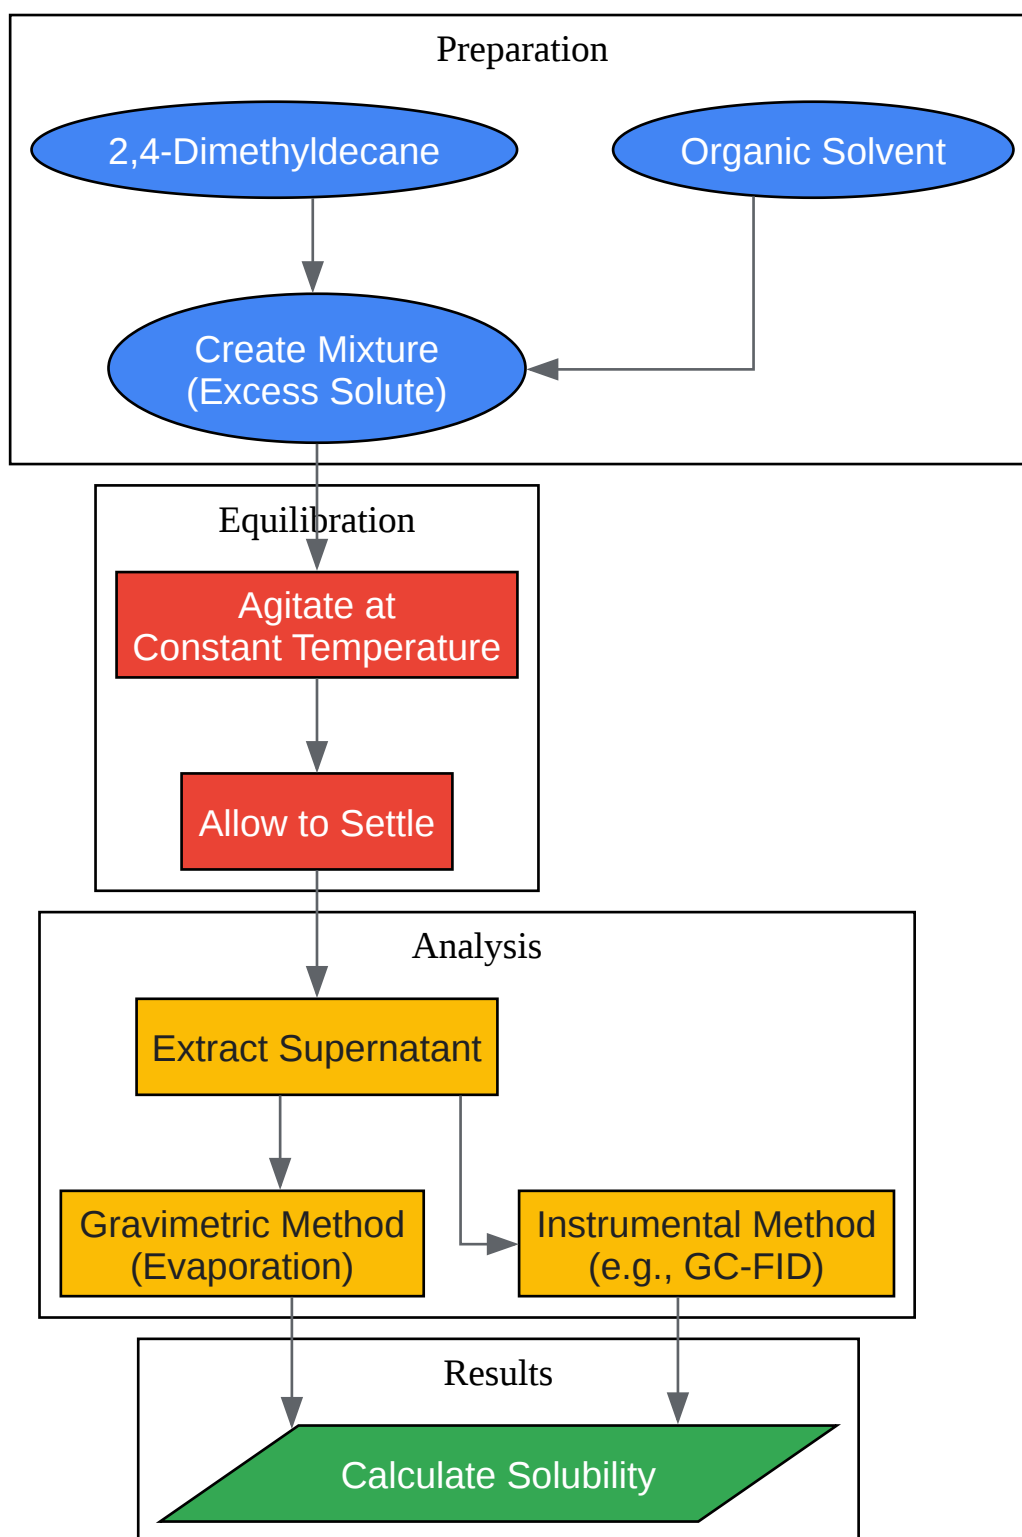 Preparation
2,4-Dimethyldecane
Organic Solvent
Create Mixture
(Excess Solute)
Equilibration
Agitate at
Constant Temperature
Allow to Settle
Analysis
Extract Supernatant
Gravimetric Method
(Evaporation)
Instrumental Method
(e.g., GC-FID)
Results
Calculate Solubility